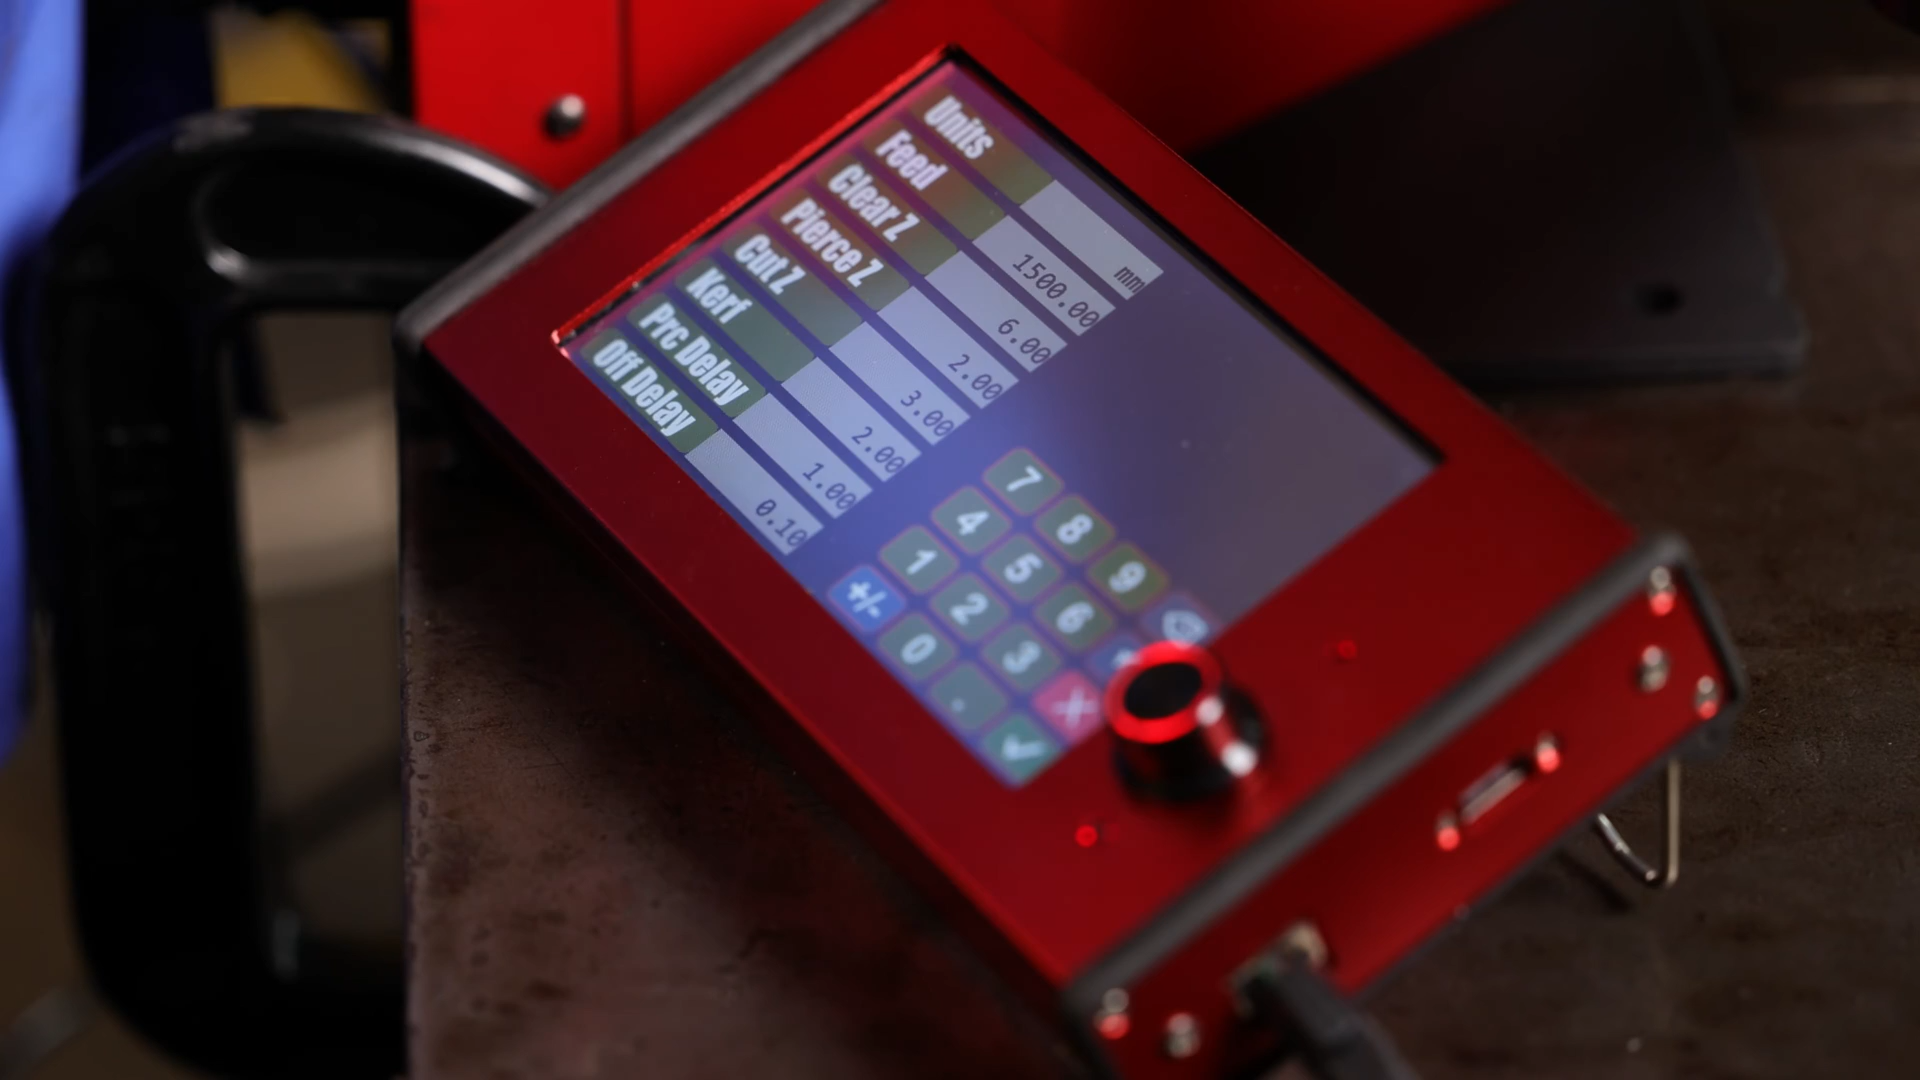 Units mm
Feed 1500.00
Clear Z 6.00
Pierce Z 2.00
Cut Z 3.00
Kerf 2.00
Prc Delay 1.00
Off Delay 0.10
7 8 9
4 5 6
1 2 3
+/- 0 .